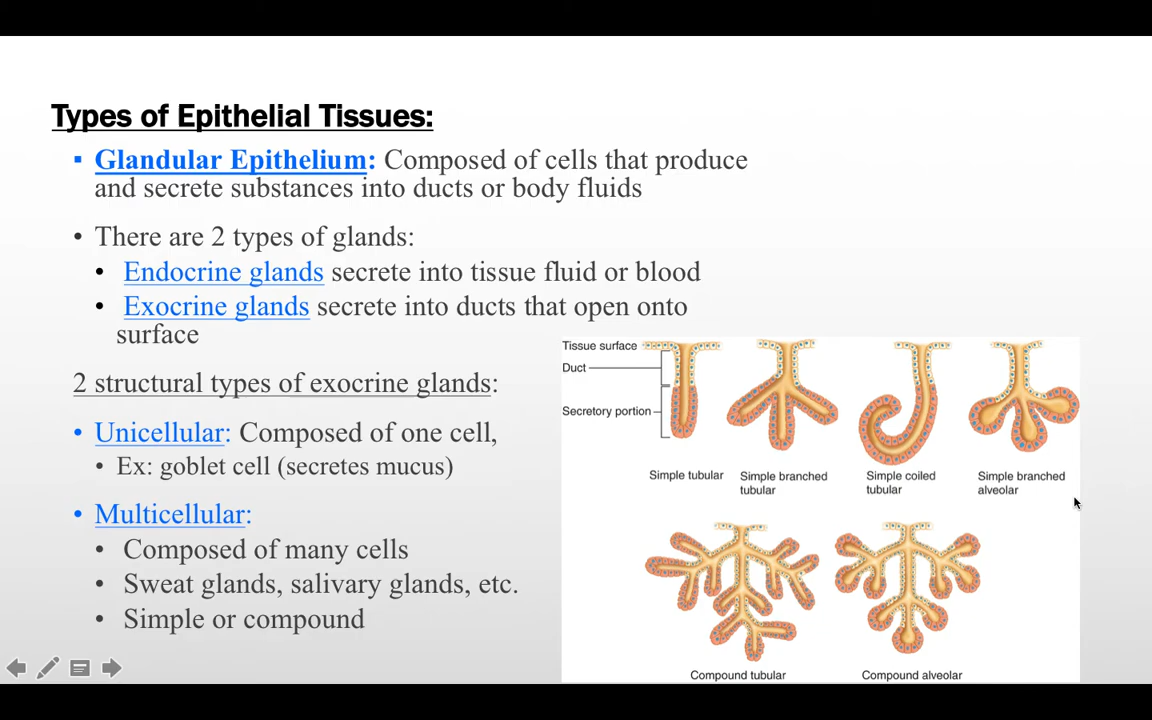 Types of Epithelial Tissues:
▪ Glandular Epithelium: Composed of cells that produce
and secrete substances into ducts or body fluids
• There are 2 types of glands:
• Endocrine glands secrete into tissue fluid or blood
• Exocrine glands secrete into ducts that open onto
surface
2 structural types of exocrine glands:
• Unicellular: Composed of one cell,
• Ex: goblet cell (secretes mucus)
• Multicellular:
• Composed of many cells
• Sweat glands, salivary glands, etc.
• Simple or compound
Tissue surface
Duct
Secretory portion
Simple tubular
Simple branched
tubular
Simple coiled
tubular
Simple branched
alveolar
Compound tubular
Compound alveolar